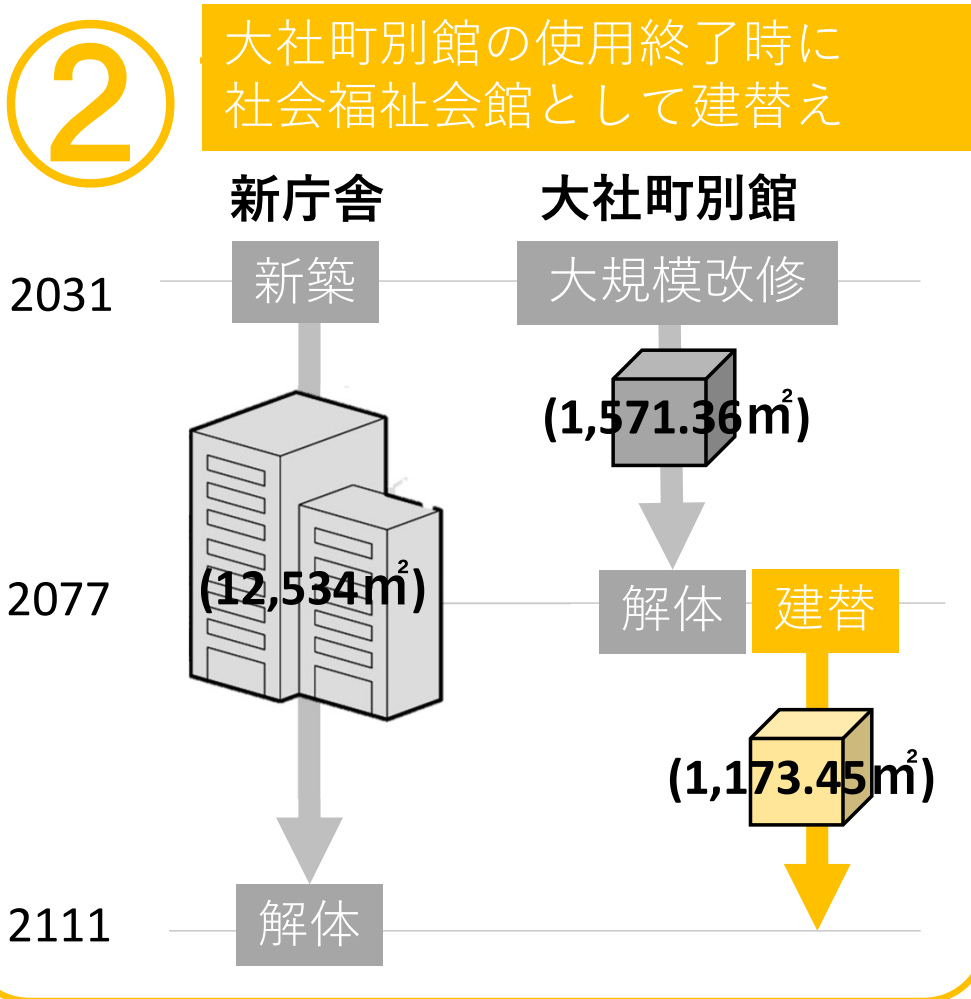 ②
大社町別館の使用終了時に
社会福祉会館として建替え
新庁舎 大社町別館
2031 新築 大規模改修
(1,571.36㎡)
(12,534㎡)
2077 解体 建替
(1,173.45㎡)
2111 解体